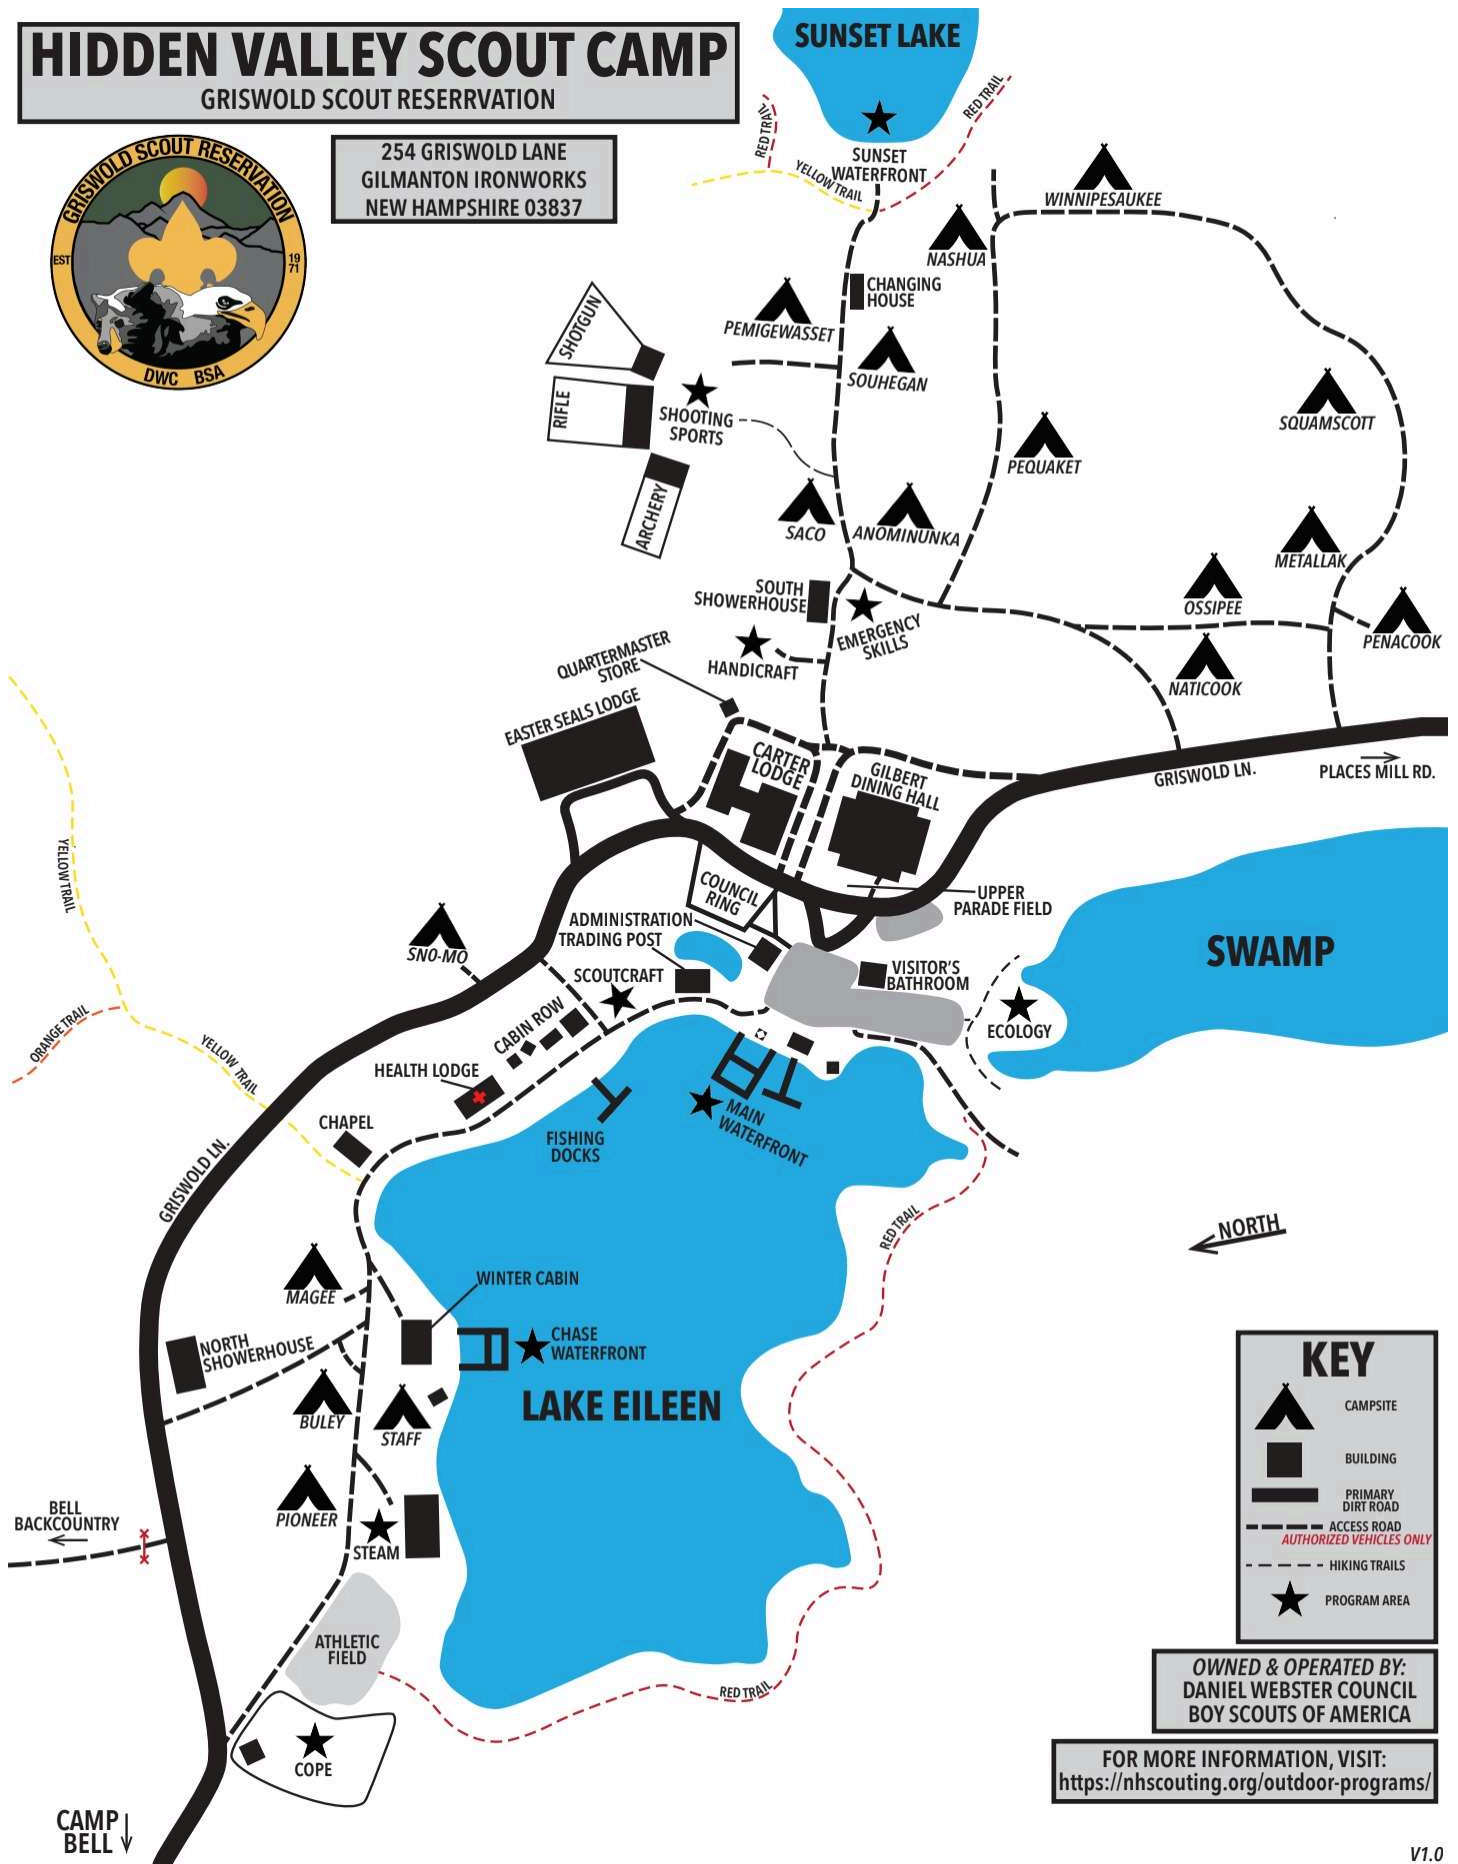 HIDDEN VALLEY SCOUT CAMP
GRISWOLD SCOUT RESERRVATION
GRISWOLD SCOUT RESERVATION
EST
19
71
DWC BSA
254 GRISWOLD LANE
GILMANTON IRONWORKS
NEW HAMPSHIRE 03837
SUNSET LAKE
RED TRAIL
RED TRAIL
SUNSET
WATERFRONT
YELLOW TRAIL
WINNIPESAUKEE
NASHUA
CHANGING
HOUSE
PEMIGEWASSET
SOUHEGAN
SHOTGUN
RIFLE
SHOOTING
SPORTS
ARCHERY
SQUAMSCOTT
PEQUAKET
SACO
ANOMINUNKA
METALLAK
OSSIPEE
PENACOOK
NATICOOK
SOUTH
SHOWERHOUSE
EMERGENCY
SKILLS
HANDICRAFT
QUARTERMASTER
STORE
EASTER SEALS LODGE
CARTER
LODGE
GILBERT
DINING HALL
GRISWOLD LN.
PLACES MILL RD.
COUNCIL
RING
UPPER
PARADE FIELD
ADMINISTRATION
TRADING POST
SCOUTCRAFT
VISITOR'S
BATHROOM
SWAMP
ECOLOGY
SNO-MO
YELLOW TRAIL
ORANGE TRAIL
YELLOW TRAIL
CABIN ROW
HEALTH LODGE
CHAPEL
FISHING
DOCKS
MAIN
WATERFRONT
GRISWOLD LN.
RED TRAIL
NORTH
MAGEE
WINTER CABIN
NORTH
SHOWERHOUSE
CHASE
WATERFRONT
LAKE EILEEN
BULEY
STAFF
PIONEER
STEAM
BELL
BACKCOUNTRY
ATHLETIC
FIELD
RED TRAIL
COPE
CAMP
BELL
KEY
CAMPSITE
BUILDING
PRIMARY
DIRT ROAD
ACCESS ROAD
AUTHORIZED VEHICLES ONLY
HIKING TRAILS
PROGRAM AREA
OWNED & OPERATED BY:
DANIEL WEBSTER COUNCIL
BOY SCOUTS OF AMERICA
FOR MORE INFORMATION, VISIT:
https://nhscouting.org/outdoor-programs/
V1.0